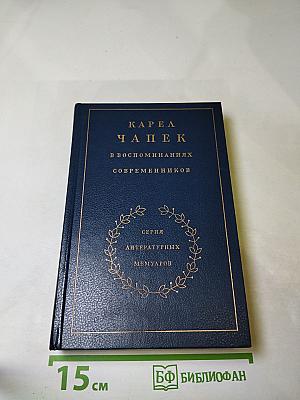 КАРЕЛ
ЧАПЕК
В ВОСПОМИНАНИЯХ
СОВРЕМЕННИКОВ
СЕРИЯ
ЛИТЕРАТУРНЫХ
МЕМУАРОВ
15 см
БФ БИБЛИОФАН